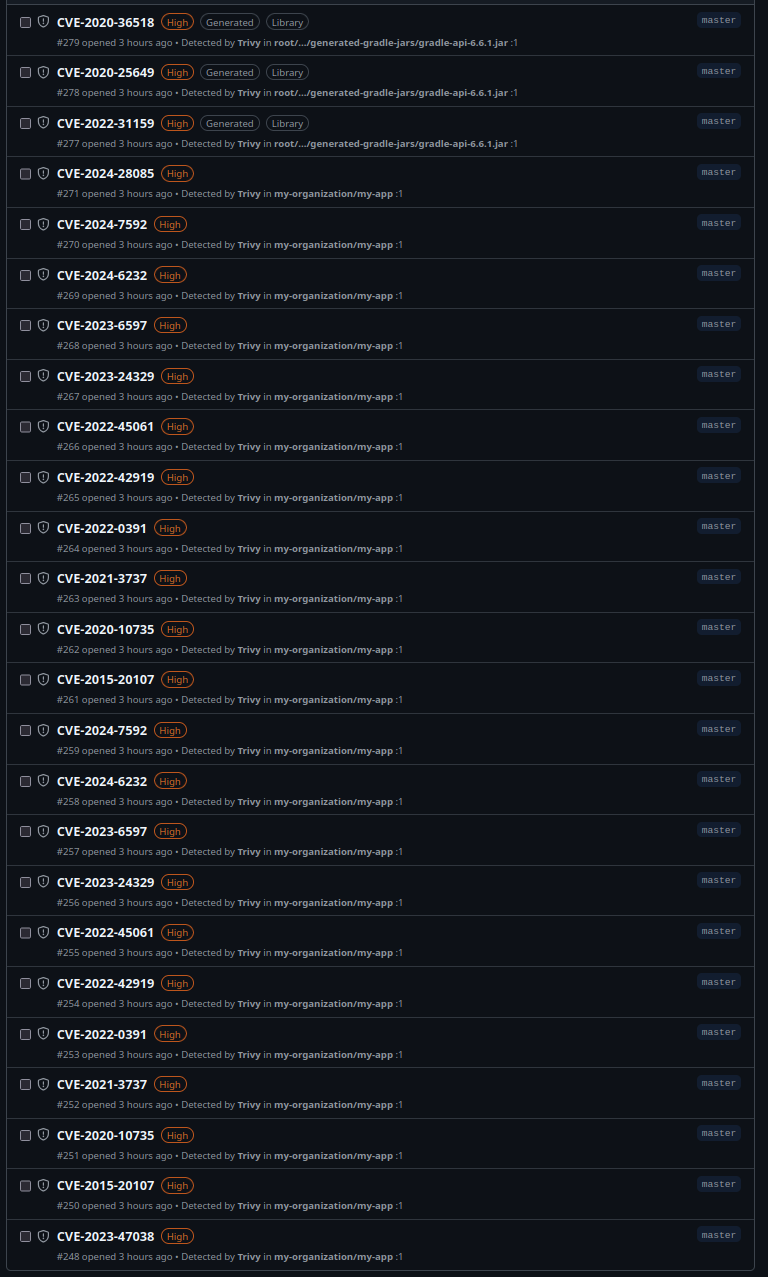 CVE-2020-36518 High Generated Library master
#279 opened 3 hours ago • Detected by Trivy in root/.../generated-gradle-jars/gradle-api-6.6.1.jar :1
CVE-2020-25649 High Generated Library master
#278 opened 3 hours ago • Detected by Trivy in root/.../generated-gradle-jars/gradle-api-6.6.1.jar :1
CVE-2022-31159 High Generated Library master
#277 opened 3 hours ago • Detected by Trivy in root/.../generated-gradle-jars/gradle-api-6.6.1.jar :1
CVE-2024-28085 High master
#271 opened 3 hours ago • Detected by Trivy in my-organization/my-app :1
CVE-2024-7592 High master
#270 opened 3 hours ago • Detected by Trivy in my-organization/my-app :1
CVE-2024-6232 High master
#269 opened 3 hours ago • Detected by Trivy in my-organization/my-app :1
CVE-2023-6597 High master
#268 opened 3 hours ago • Detected by Trivy in my-organization/my-app :1
CVE-2023-24329 High master
#267 opened 3 hours ago • Detected by Trivy in my-organization/my-app :1
CVE-2022-45061 High master
#266 opened 3 hours ago • Detected by Trivy in my-organization/my-app :1
CVE-2022-42919 High master
#265 opened 3 hours ago • Detected by Trivy in my-organization/my-app :1
CVE-2022-0391 High master
#264 opened 3 hours ago • Detected by Trivy in my-organization/my-app :1
CVE-2021-3737 High master
#263 opened 3 hours ago • Detected by Trivy in my-organization/my-app :1
CVE-2020-10735 High master
#262 opened 3 hours ago • Detected by Trivy in my-organization/my-app :1
CVE-2015-20107 High master
#261 opened 3 hours ago • Detected by Trivy in my-organization/my-app :1
CVE-2024-7592 High master
#259 opened 3 hours ago • Detected by Trivy in my-organization/my-app :1
CVE-2024-6232 High master
#258 opened 3 hours ago • Detected by Trivy in my-organization/my-app :1
CVE-2023-6597 High master
#257 opened 3 hours ago • Detected by Trivy in my-organization/my-app :1
CVE-2023-24329 High master
#256 opened 3 hours ago • Detected by Trivy in my-organization/my-app :1
CVE-2022-45061 High master
#255 opened 3 hours ago • Detected by Trivy in my-organization/my-app :1
CVE-2022-42919 High master
#254 opened 3 hours ago • Detected by Trivy in my-organization/my-app :1
CVE-2022-0391 High master
#253 opened 3 hours ago • Detected by Trivy in my-organization/my-app :1
CVE-2021-3737 High master
#252 opened 3 hours ago • Detected by Trivy in my-organization/my-app :1
CVE-2020-10735 High master
#251 opened 3 hours ago • Detected by Trivy in my-organization/my-app :1
CVE-2015-20107 High master
#250 opened 3 hours ago • Detected by Trivy in my-organization/my-app :1
CVE-2023-47038 High master
#248 opened 3 hours ago • Detected by Trivy in my-organization/my-app :1